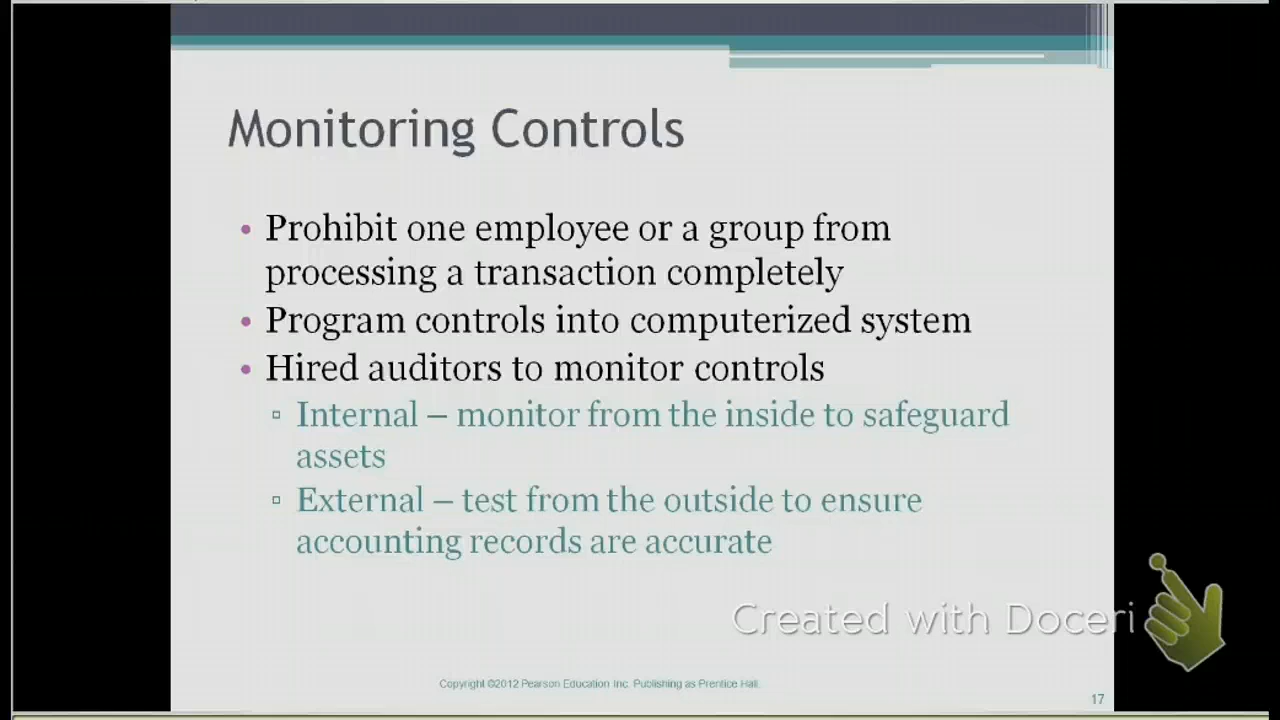 Monitoring Controls
• Prohibit one employee or a group from
processing a transaction completely
• Program controls into computerized system
• Hired auditors to monitor controls
▫ Internal – monitor from the inside to safeguard
assets
▫ External – test from the outside to ensure
accounting records are accurate
Created with Doceri
Copyright ©2012 Pearson Education Inc. Publishing as Prentice Hall.
17